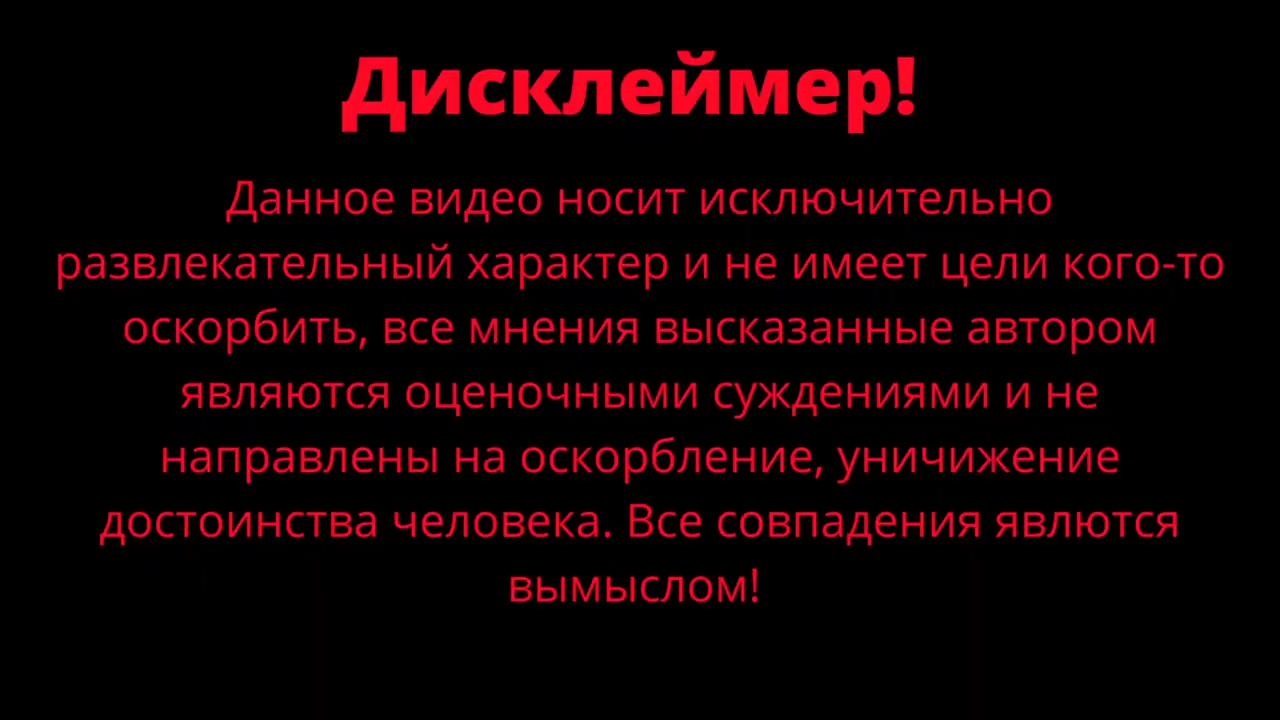 Дисклеймер!
Данное видео носит исключительно
развлекательный характер и не имеет цели кого-то
оскорбить, все мнения высказанные автором
являются оценочными суждениями и не
направлены на оскорбление, уничижение
достоинства человека. Все совпадения явлются
вымыслом!